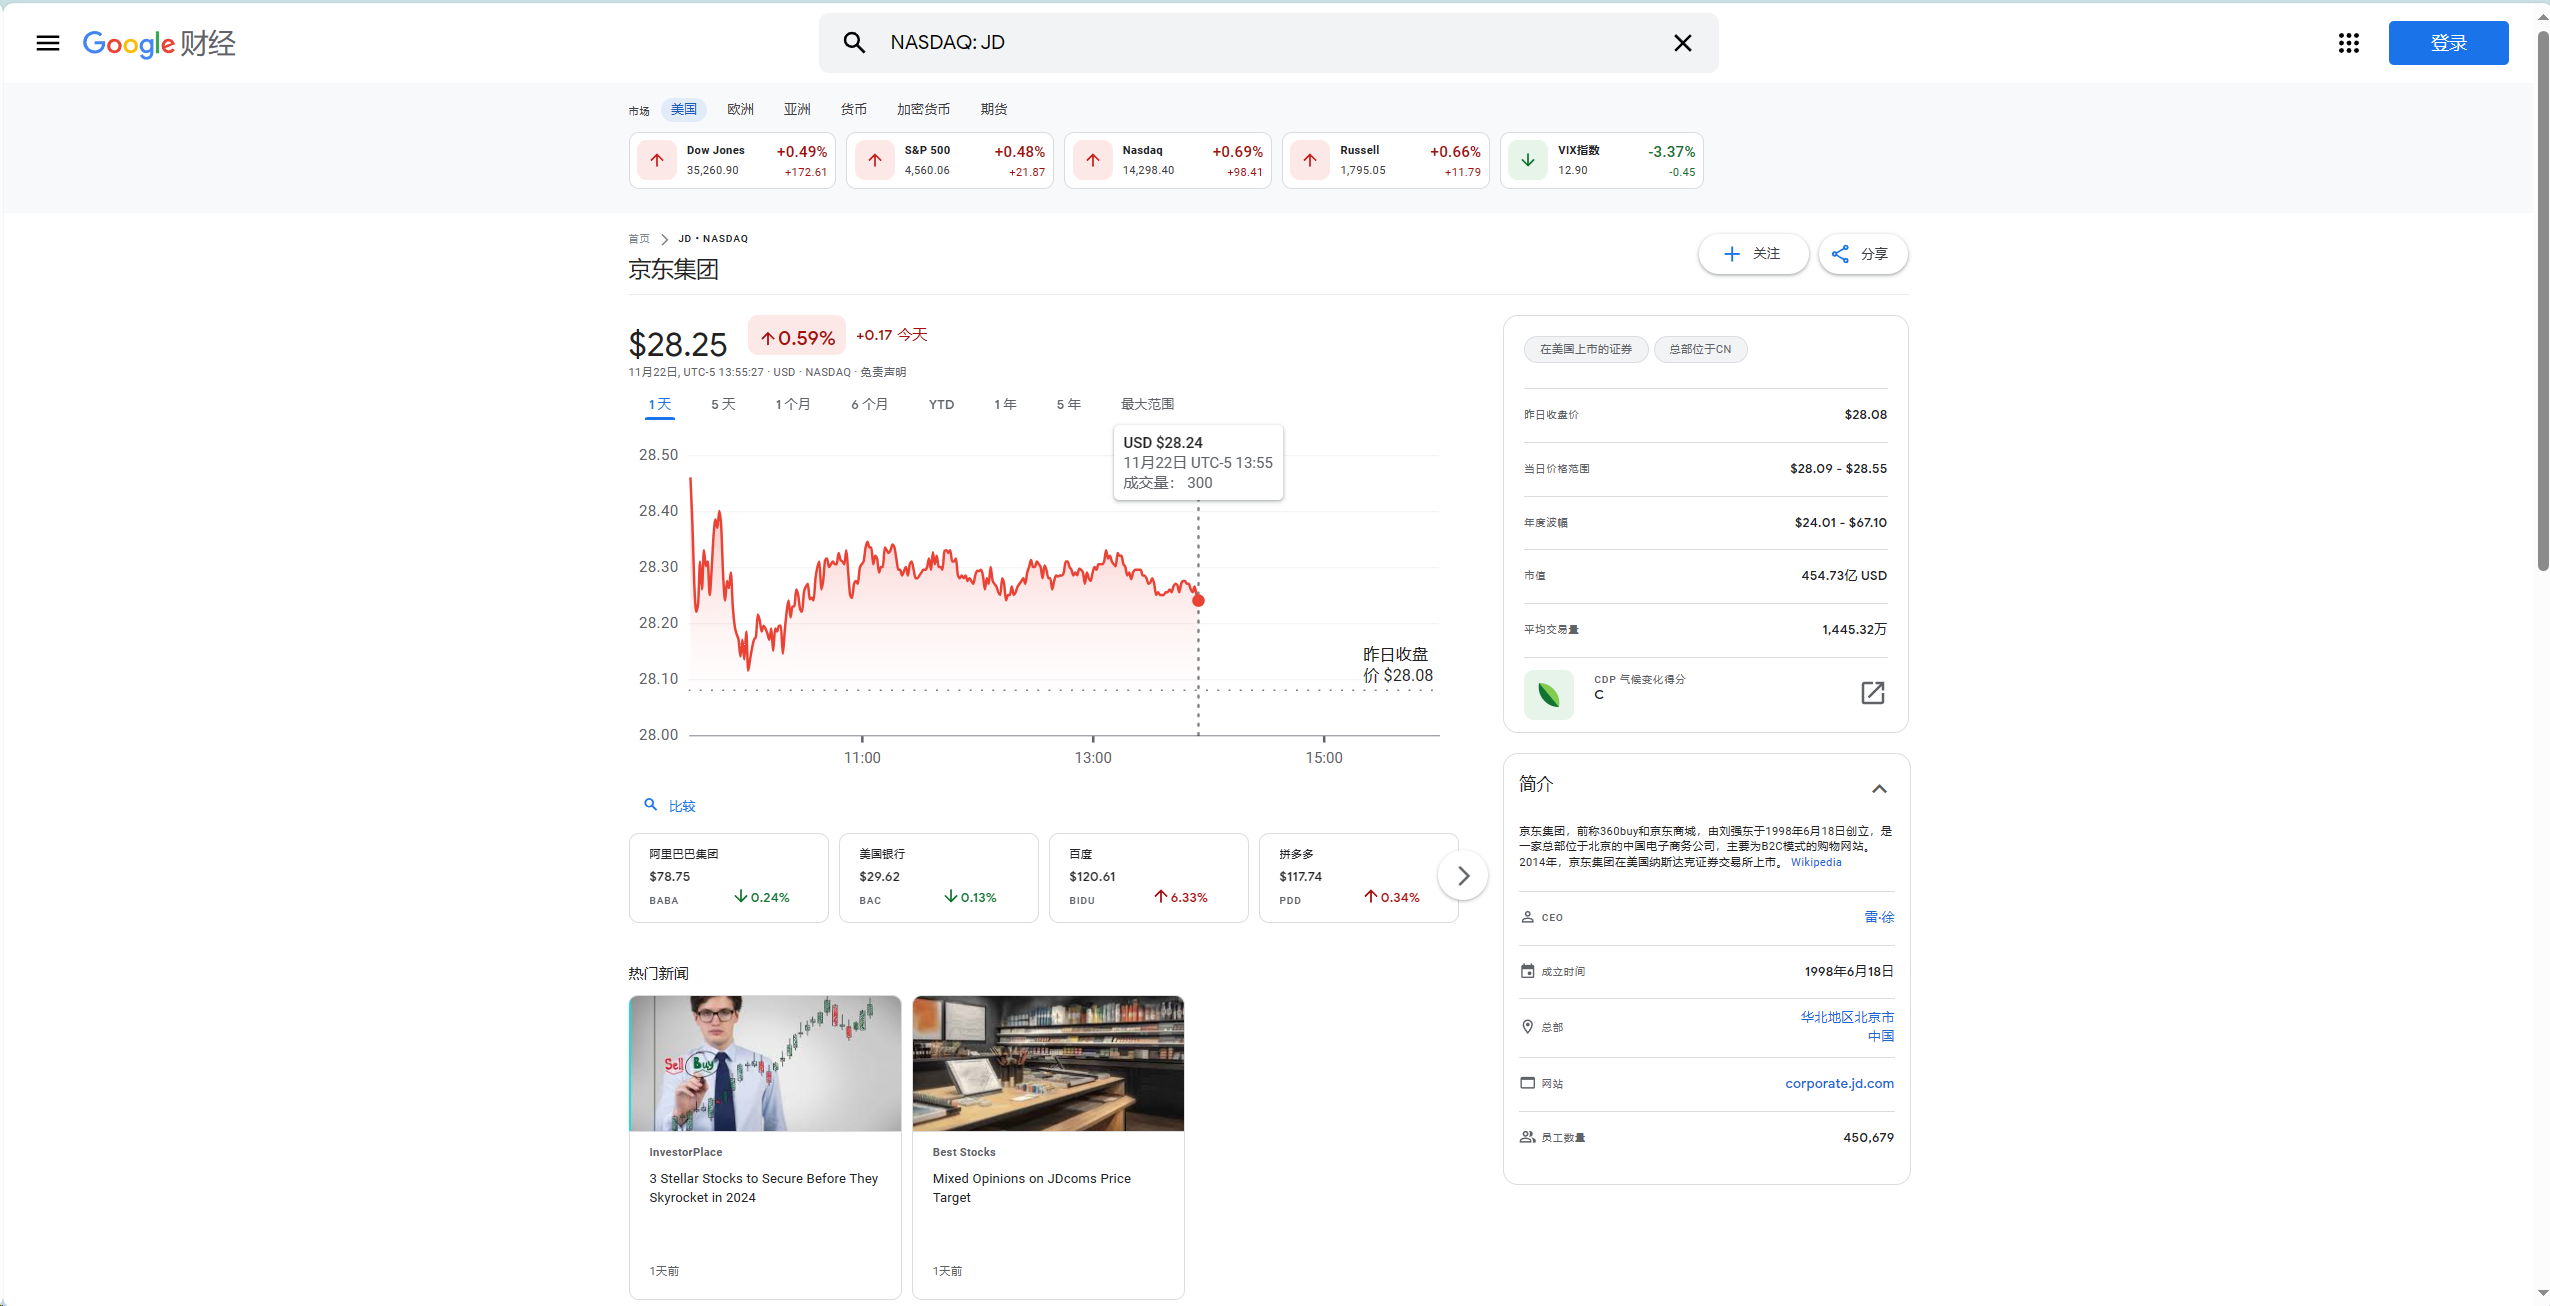 Google 财经
NASDAQ: JD
登录
市场
美国
欧洲
亚洲
货币
加密货币
期货
Dow Jones +0.49%
35,260.90 +172.61
S&P 500 +0.48%
4,560.06 +21.87
Nasdaq +0.69%
14,298.40 +98.41
Russell +0.66%
1,795.05 +11.79
VIX指数 -3.37%
12.90 -0.45
首页 JD • NASDAQ
京东集团
关注
分享
$28.25
0.59%
+0.17 今天
11月22日, UTC-5 13:55:27 · USD · NASDAQ · 免责声明
1 天
5 天
1 个月
6 个月
YTD
1 年
5 年
最大范围
USD $28.24
11月22日 UTC-5 13:55
成交量： 300
28.50
28.40
28.30
28.20
28.10
28.00
昨日收盘
价 $28.08
11:00
13:00
15:00
比较
阿里巴巴集团
$78.75
BABA 0.24%
美国银行
$29.62
BAC 0.13%
百度
$120.61
BIDU 6.33%
拼多多
$117.74
PDD 0.34%
热门新闻
Sell Buy
InvestorPlace
3 Stellar Stocks to Secure Before They
Skyrocket in 2024
1天前
Best Stocks
Mixed Opinions on JDcoms Price
Target
1天前
在美国上市的证券
总部位于CN
昨日收盘价 $28.08
当日价格范围 $28.09 - $28.55
年度波幅 $24.01 - $67.10
市值 454.73亿 USD
平均交易量 1,445.32万
CDP 气候变化得分
C
简介
京东集团，前称360buy和京东商城，由刘强东于1998年6月18日创立，是
一家总部位于北京的中国电子商务公司，主要为B2C模式的购物网站。
2014年，京东集团在美国纳斯达克证券交易所上市。 Wikipedia
CEO 雷·徐
成立时间 1998年6月18日
总部 华北地区北京市
中国
网站 corporate.jd.com
员工数量 450,679